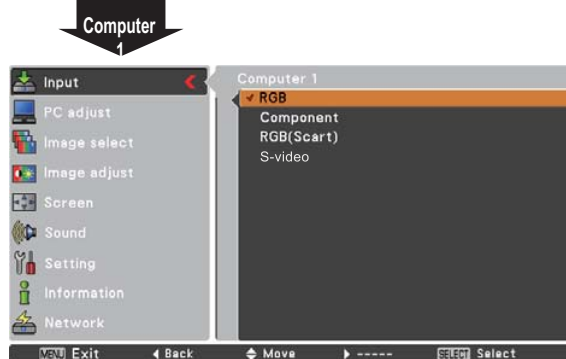 Computer
1
Input
Computer 1
RGB
PC adjust
Component
Image select
RGB(Scart)
S-video
Image adjust
Screen
Sound
Setting
Information
Network
MENU Exit
Back
Move
-----
SELECT Select